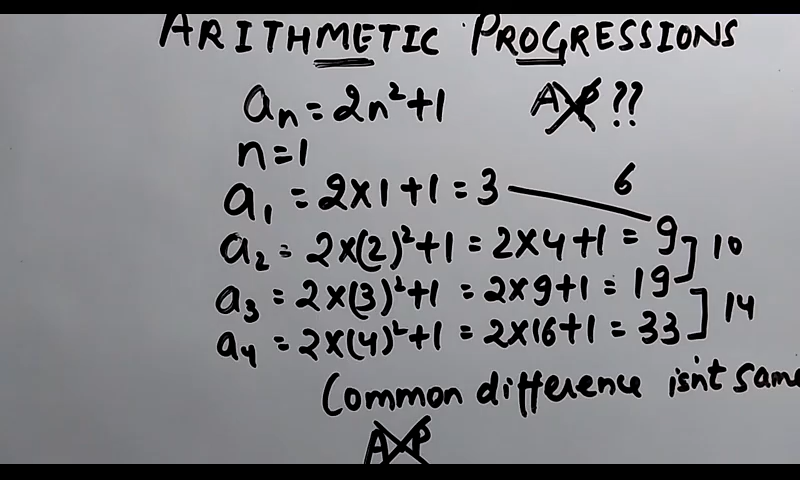 ARITHMETIC PROGRESSIONS
aₙ = 2n²+1 AP ??
n=1
a₁ = 2×1+1 = 3 6
a₂ = 2×(2)²+1 = 2×4+1 = 9 10
a₃ = 2×(3)²+1 = 2×9+1 = 19 14
a₄ = 2×(4)²+1 = 2×16+1 = 33
Common difference isn't same
AP